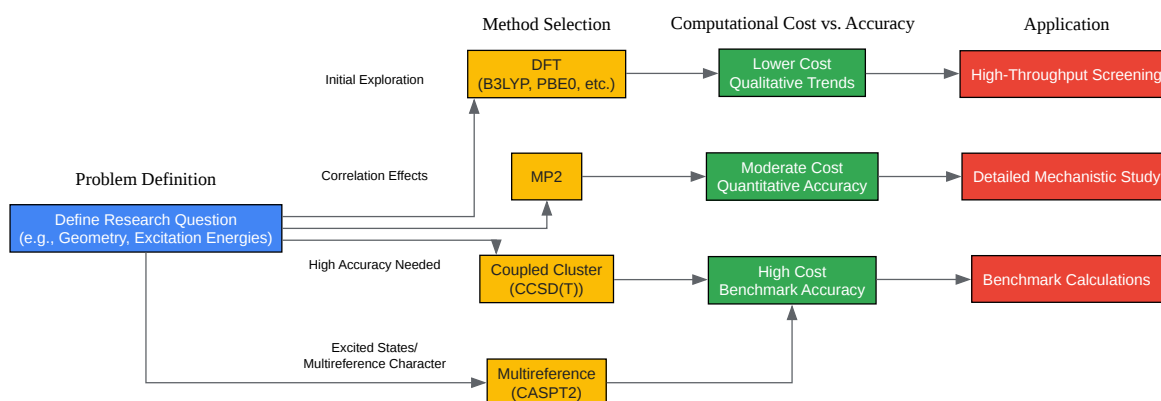 Method Selection
Computational Cost vs. Accuracy
Application
Initial Exploration
DFT
(B3LYP, PBE0, etc.)
Lower Cost
Qualitative Trends
High-Throughput Screening
Problem Definition
Correlation Effects
MP2
Moderate Cost
Quantitative Accuracy
Detailed Mechanistic Study
Define Research Question
(e.g., Geometry, Excitation Energies)
High Accuracy Needed
Coupled Cluster
(CCSD(T))
High Cost
Benchmark Accuracy
Benchmark Calculations
Excited States/
Multireference Character
Multireference
(CASPT2)